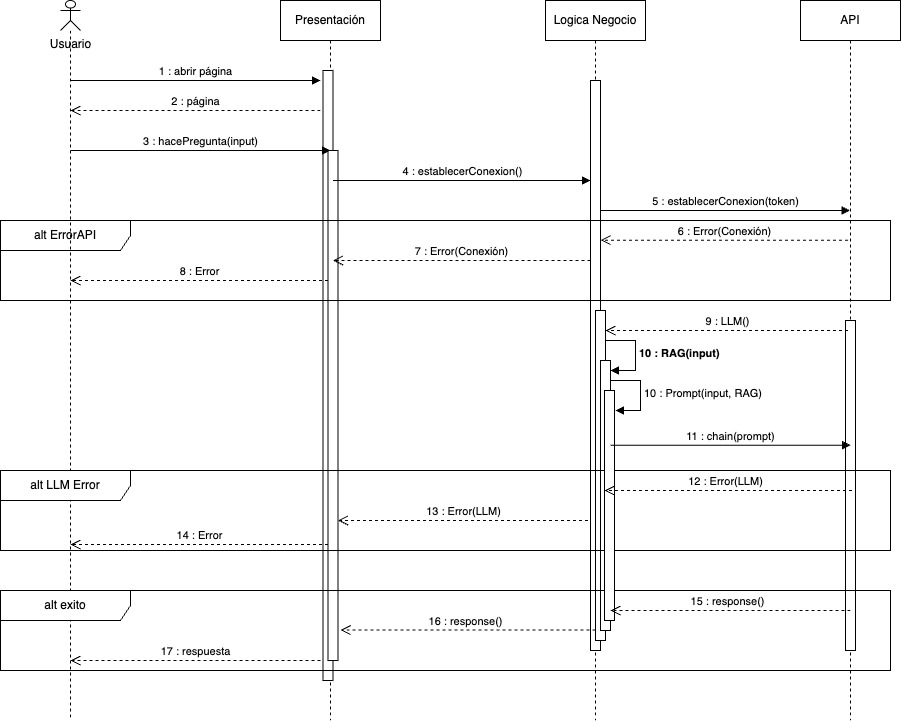 Presentación
Logica Negocio
API
Usuario
1 : abrir página
2 : página
3 : hacePregunta(input)
4 : establecerConexion()
5 : establecerConexion(token)
alt ErrorAPI
6 : Error(Conexión)
7 : Error(Conexión)
8 : Error
9 : LLM()
10 : RAG(input)
10 : Prompt(input, RAG)
11 : chain(prompt)
alt LLM Error
12 : Error(LLM)
13 : Error(LLM)
14 : Error
alt exito
15 : response()
16 : response()
17 : respuesta